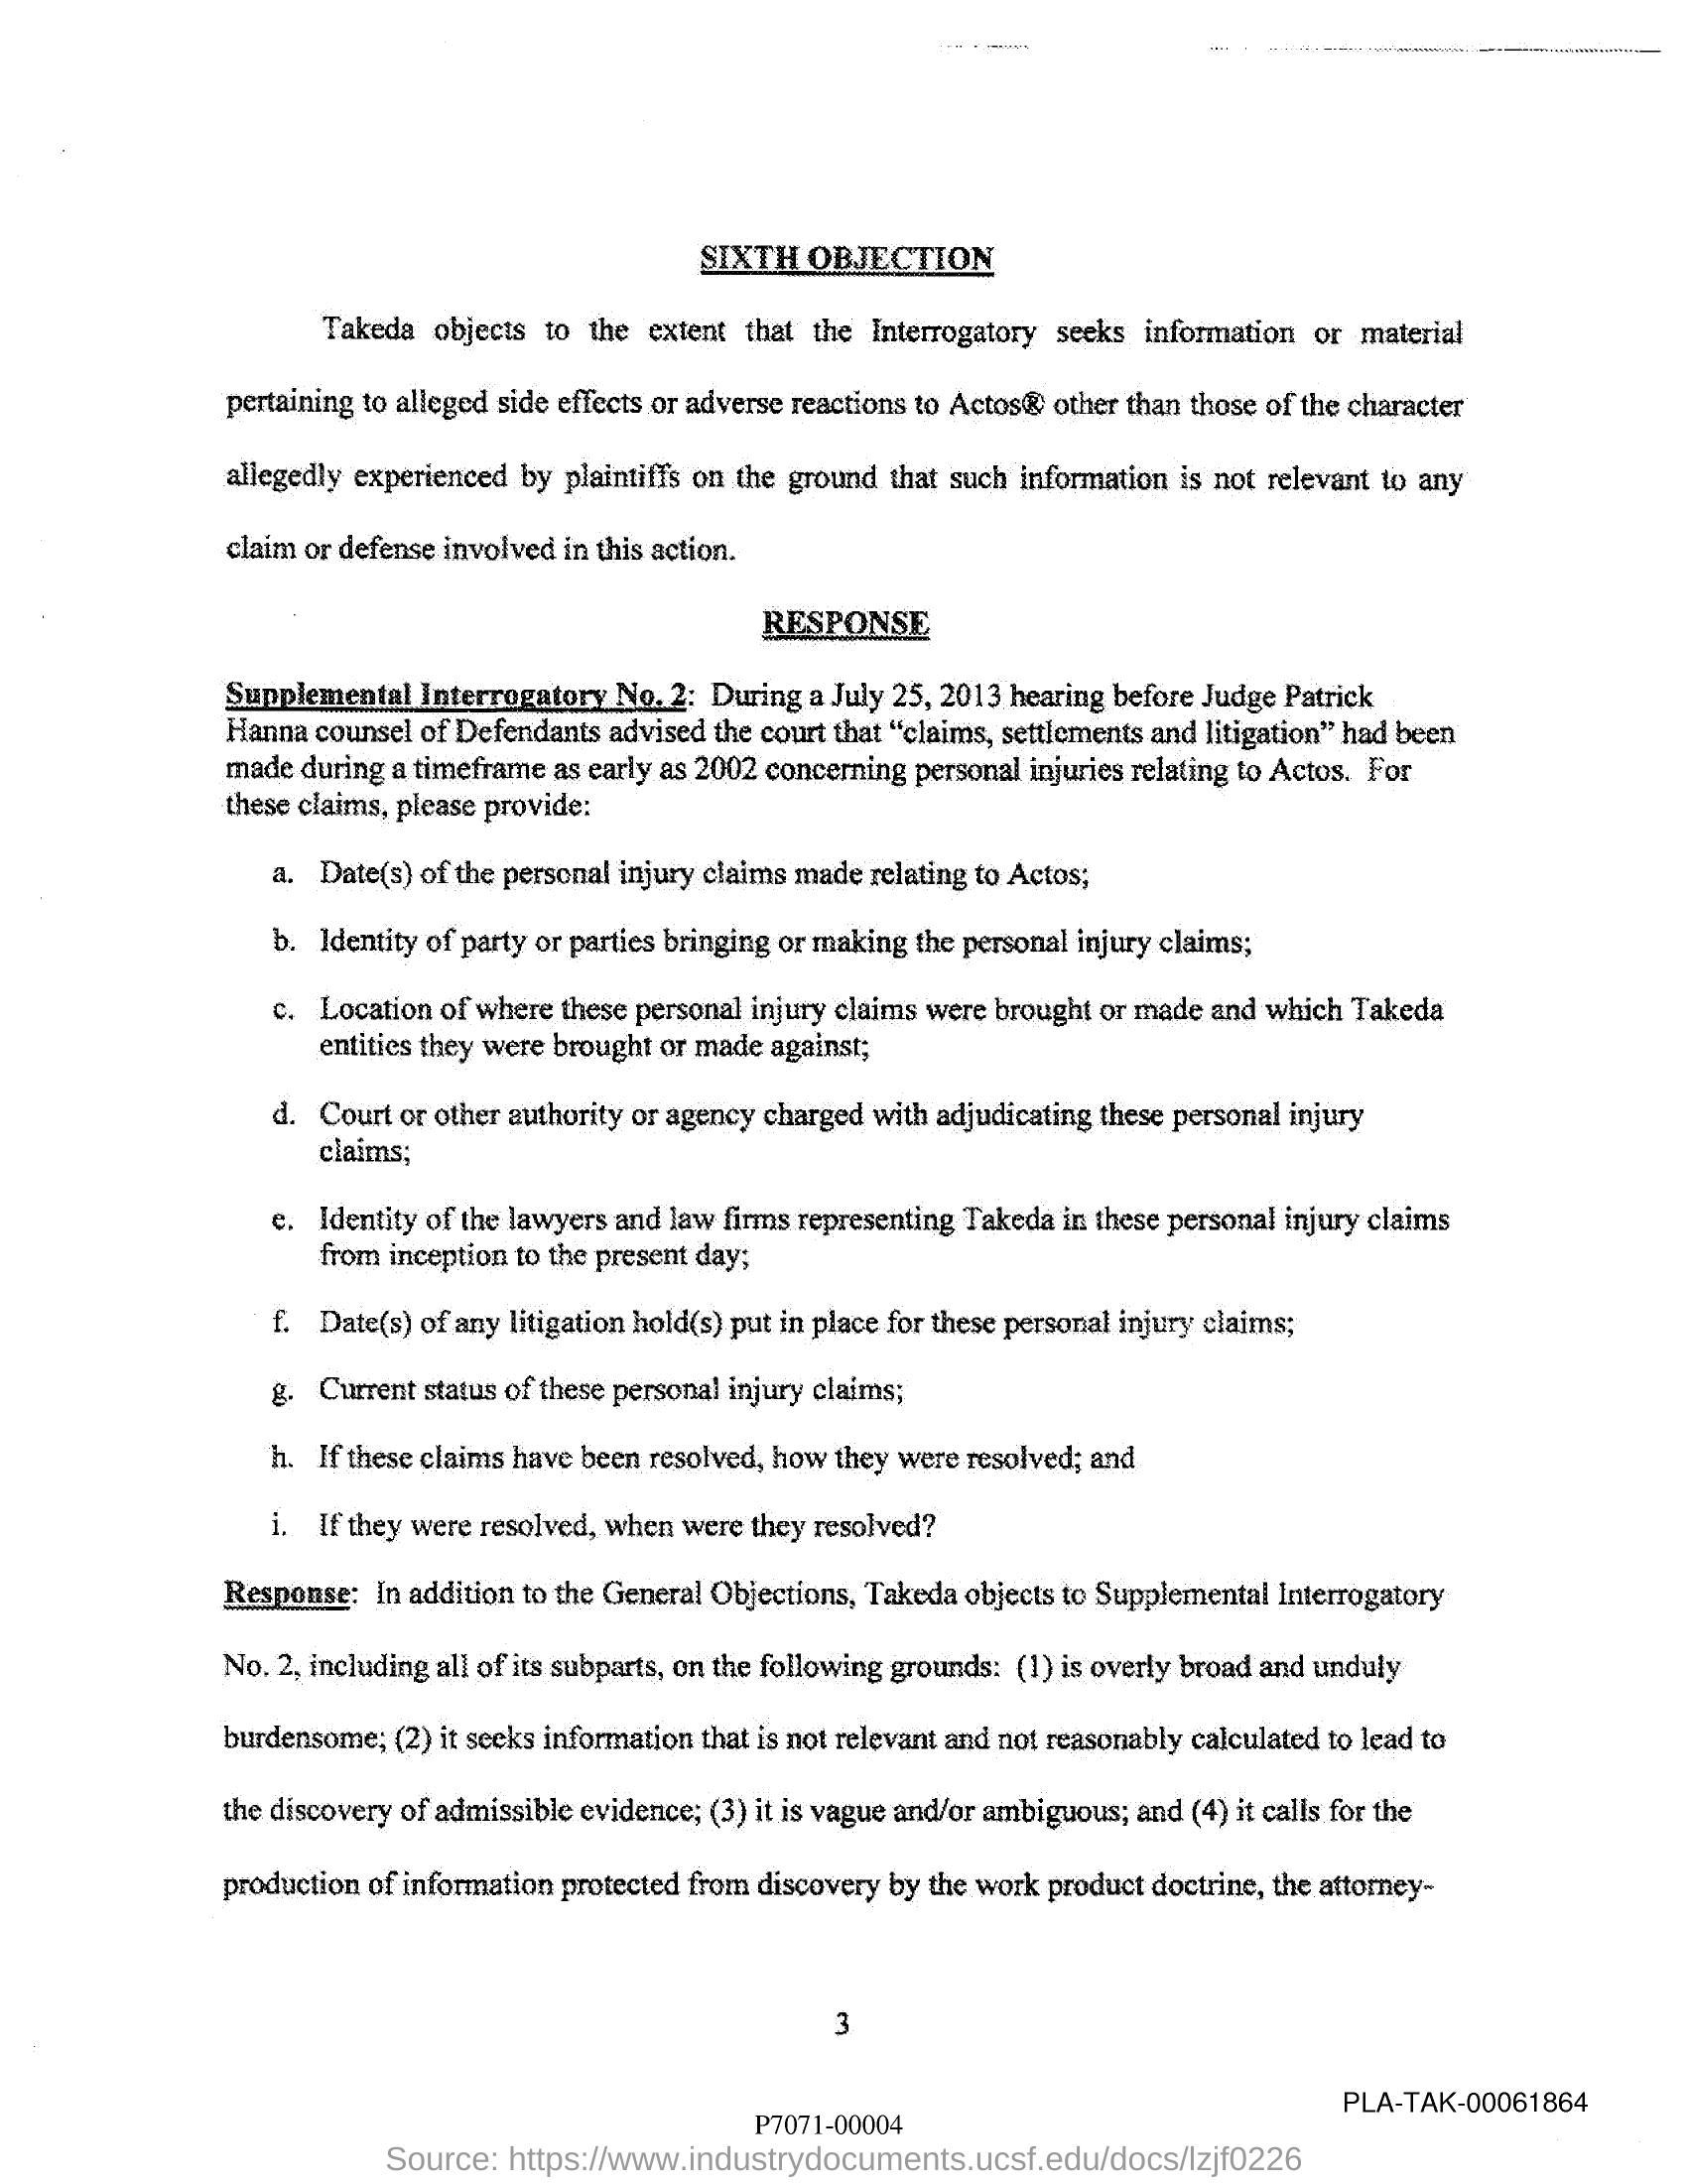 SIXTH OBJECTION
Takeda objects to the extent that the Interrogatory seeks information or material
pertaining to alleged side effects or adverse reactions to Actos® other than those of the character
allegedly experienced by plaintiffs on the ground that such information is not relevant to any
claim or defense involved in this action.
RESPONSE
Supplemental Interrogatory No. 2: During a July 25, 2013 hearing before Judge Patrick
Hanna counsel of Defendants advised the court that “claims, settlements and litigation” had been
made during a timeframe as early as 2002 concerning personal injuries relating to Actos. For
these claims, please provide:
a. Date(s) of the personal injury claims made relating to Actos;
b. Identity of party or parties bringing or making the personal injury claims;
c. Location of where these personal injury claims were brought or made and which Takeda
entities they were brought or made against;
d. Court or other authority or agency charged with adjudicating these personal injury
claims;
e. Identity of the lawyers and law firms representing Takeda in these personal injury claims
from inception to the present day;
f. Date(s) of any litigation hold(s) put in place for these personal injury claims;
g. Current status of these personal injury claims;
h. If these claims have been resolved, how they were resolved; and
i. If they were resolved, when were they resolved?
Response: In addition to the General Objections, Takeda objects to Supplemental Interrogatory
No. 2, including all of its subparts, on the following grounds: (1) is overly broad and unduly
burdensome; (2) it seeks information that is not relevant and not reasonably calculated to lead to
the discovery of admissible evidence; (3) it is vague and/or ambiguous; and (4) it calls for the
production of information protected from discovery by the work product doctrine, the attorney-
3
PLA-TAK-00061864
P7071-00004
Source: https://www.industrydocuments.ucsf.edu/docs/lzjf0226